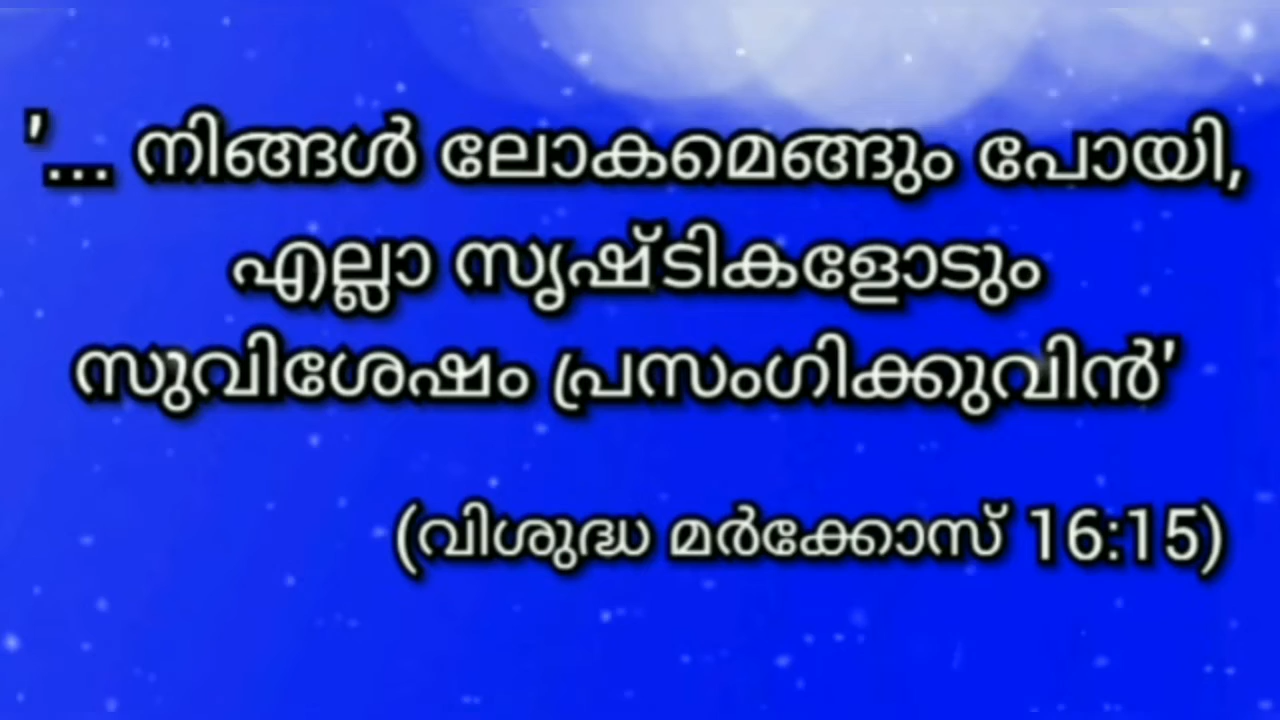 '... നിങ്ങൾ ലോകമെങ്ങും പോയി,
എല്ലാ സൃഷ്ടികളോടും
സുവിശേഷം പ്രസംഗിക്കുവിൻ'
(വിശുദ്ധ മർക്കോസ് 16:15)